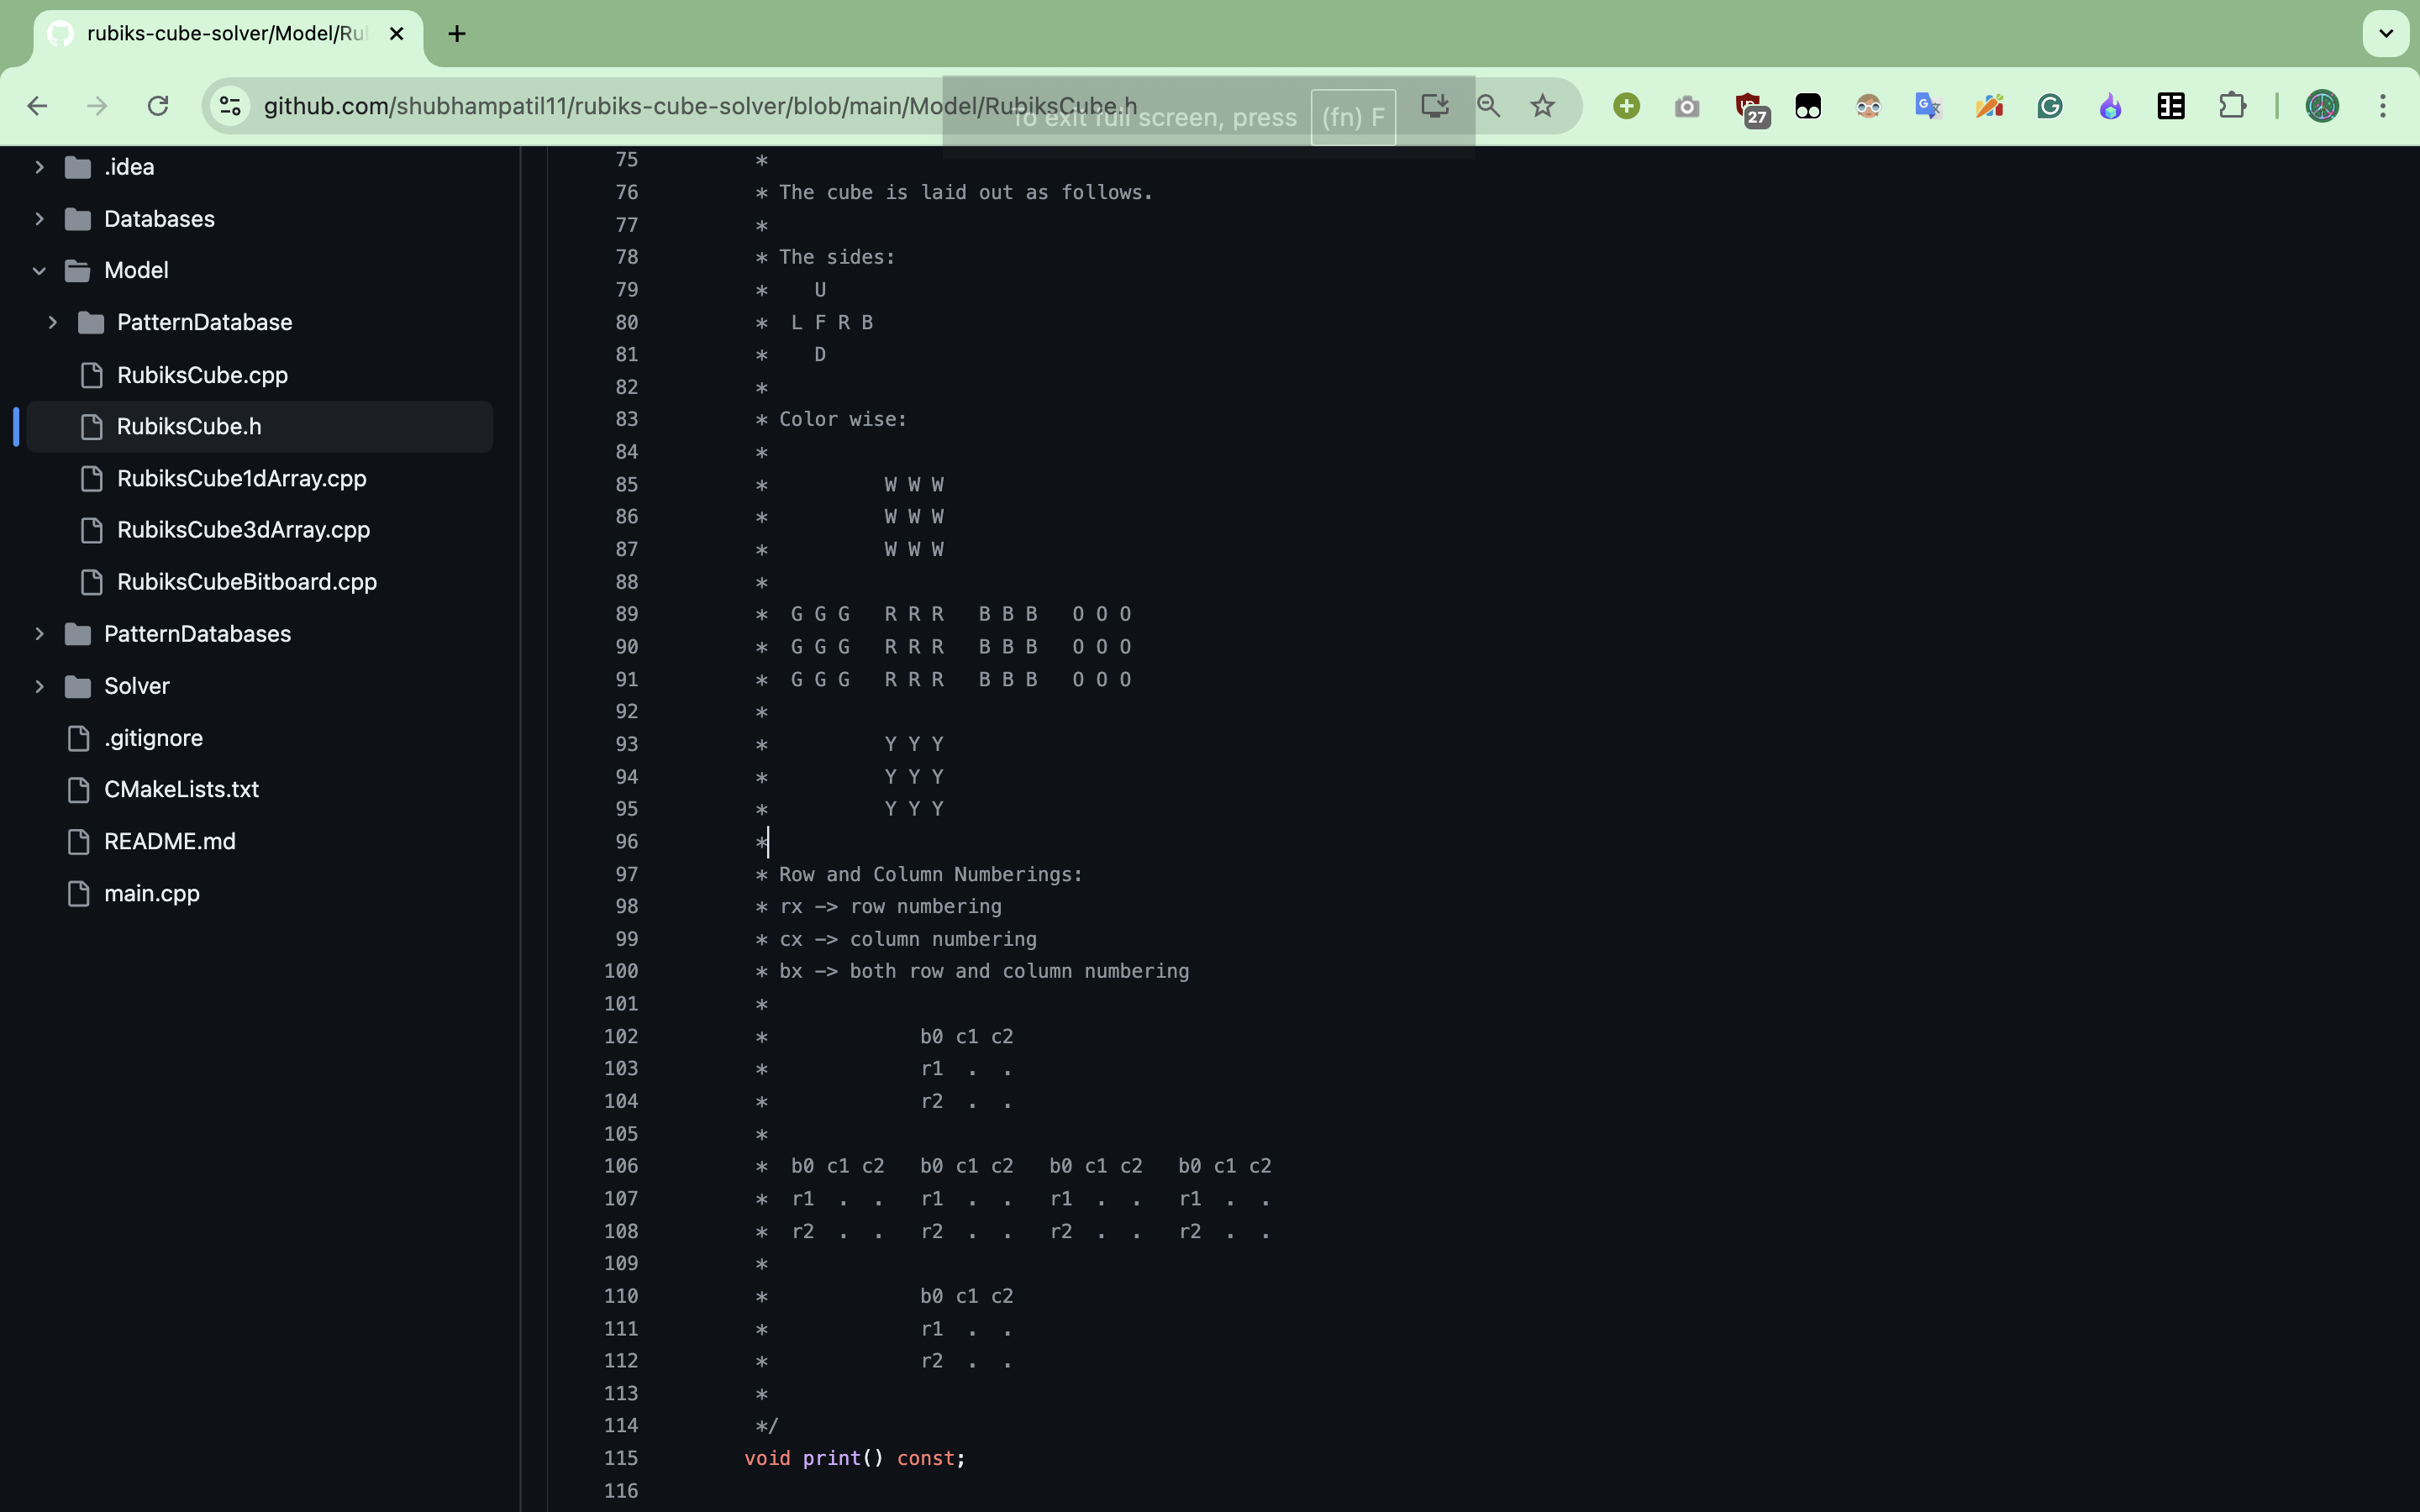 rubiks-cube-solver/Model/Ru
github.com/shubhampatil11/rubiks-cube-solver/blob/main/Model/RubiksCube.h
To exit full screen, press (fn) F
27
.idea
Databases
Model
PatternDatabase
RubiksCube.cpp
RubiksCube.h
RubiksCube1dArray.cpp
RubiksCube3dArray.cpp
RubiksCubeBitboard.cpp
PatternDatabases
Solver
.gitignore
CMakeLists.txt
README.md
main.cpp
75 *
76 * The cube is laid out as follows.
77 *
78 * The sides:
79 *    U
80 *  L F R B
81 *    D
82 *
83 * Color wise:
84 *
85 *          W W W
86 *          W W W
87 *          W W W
88 *
89 *  G G G   R R R   B B B   O O O
90 *  G G G   R R R   B B B   O O O
91 *  G G G   R R R   B B B   O O O
92 *
93 *          Y Y Y
94 *          Y Y Y
95 *          Y Y Y
96 *
97 * Row and Column Numberings:
98 * rx -> row numbering
99 * cx -> column numbering
100 * bx -> both row and column numbering
101 *
102 *             b0 c1 c2
103 *             r1  .  .
104 *             r2  .  .
105 *
106 *  b0 c1 c2   b0 c1 c2   b0 c1 c2   b0 c1 c2
107 *  r1  .  .   r1  .  .   r1  .  .   r1  .  .
108 *  r2  .  .   r2  .  .   r2  .  .   r2  .  .
109 *
110 *             b0 c1 c2
111 *             r1  .  .
112 *             r2  .  .
113 *
114 */
115 void print() const;
116